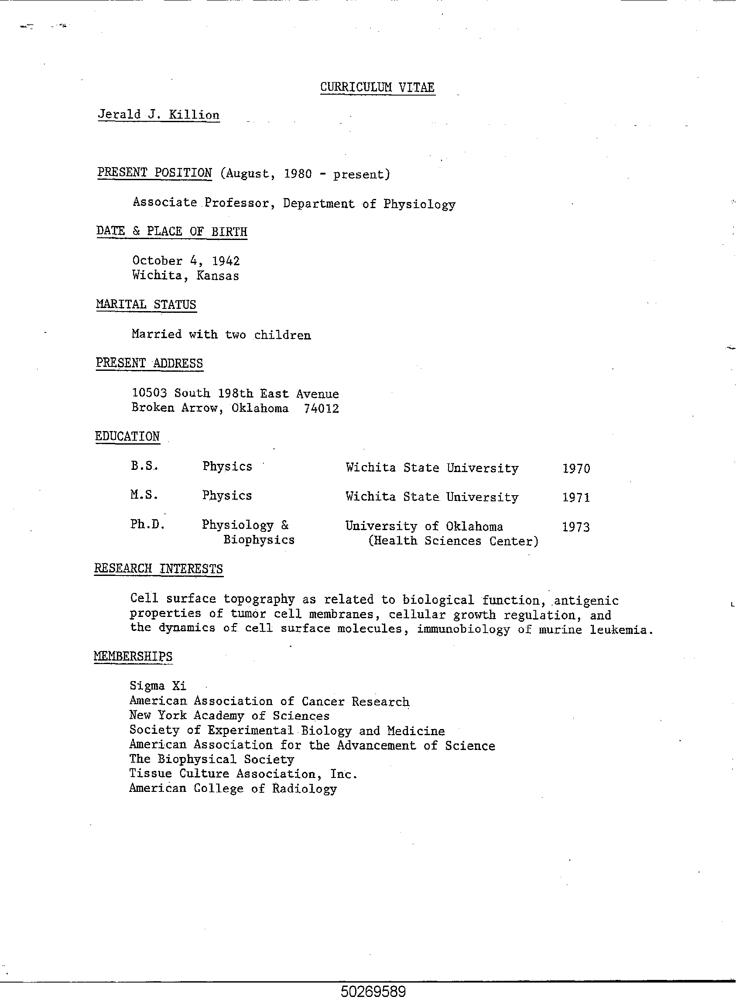 CURRICULUM VITAE
Jerald J. Killion
PRESENT POSITION (August, 1980 - present)
Associate Professor, Department of Physiology
DATE & PLACE OF BIRTH
October 4, 1942
Wichita, Kansas
MARITAL STATUS
Married with two children
PRESENT ADDRESS
10503 South 198th East Avenue
Broken Arrow, Oklahoma 74012
EDUCATION
B.S. Physics Wichita State University 1970
M.S. Physics Wichita State University 1971
Ph.D. Physiology & University of Oklahoma 1973
Biophysics (Health Sciences Center)
RESEARCH INTERESTS
Cell surface topography as related to biological function, antigenic
properties of tumor cell membranes, cellular growth regulation, and
the dynamics of cell surface molecules, immunobiology of murine leukemia.
MEMBERSHIPS
Sigma Xi
American Association of Cancer Research
New York Academy of Sciences
Society of Experimental Biology and Medicine
American Association for the Advancement of Science
The Biophysical Society
Tissue Culture Association, Inc.
American College of Radiology
50269589